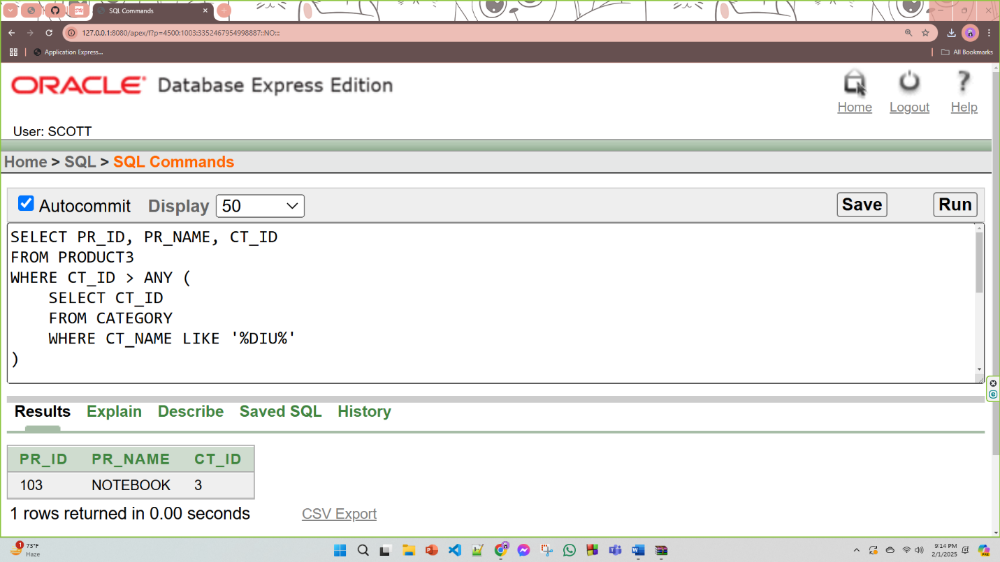 SQL Commands
127.0.0.1:8080/apex/f?p=4500:1003:3352467954998887::NO:::
Application Express...
All Bookmarks
ORACLE® Database Express Edition
Home
Logout
Help
User: SCOTT
Home > SQL > SQL Commands
Autocommit
Display
50
Save
Run
SELECT PR_ID, PR_NAME, CT_ID
FROM PRODUCT3
WHERE CT_ID > ANY (
    SELECT CT_ID
    FROM CATEGORY
    WHERE CT_NAME LIKE '%DIU%'
)
Results
Explain
Describe
Saved SQL
History
PR_ID PR_NAME CT_ID
103 NOTEBOOK 3
1 rows returned in 0.00 seconds
CSV Export
1
73°F
Haze
9:14 PM
2/1/2025
PRE